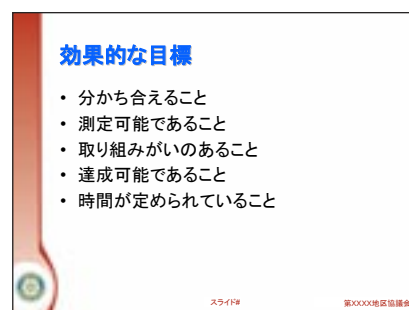 効果的な目標
• 分かち合えること
• 測定可能であること
• 取り組みがいのあること
• 達成可能であること
• 時間が定められていること
スライド#
第XXXX地区協議会